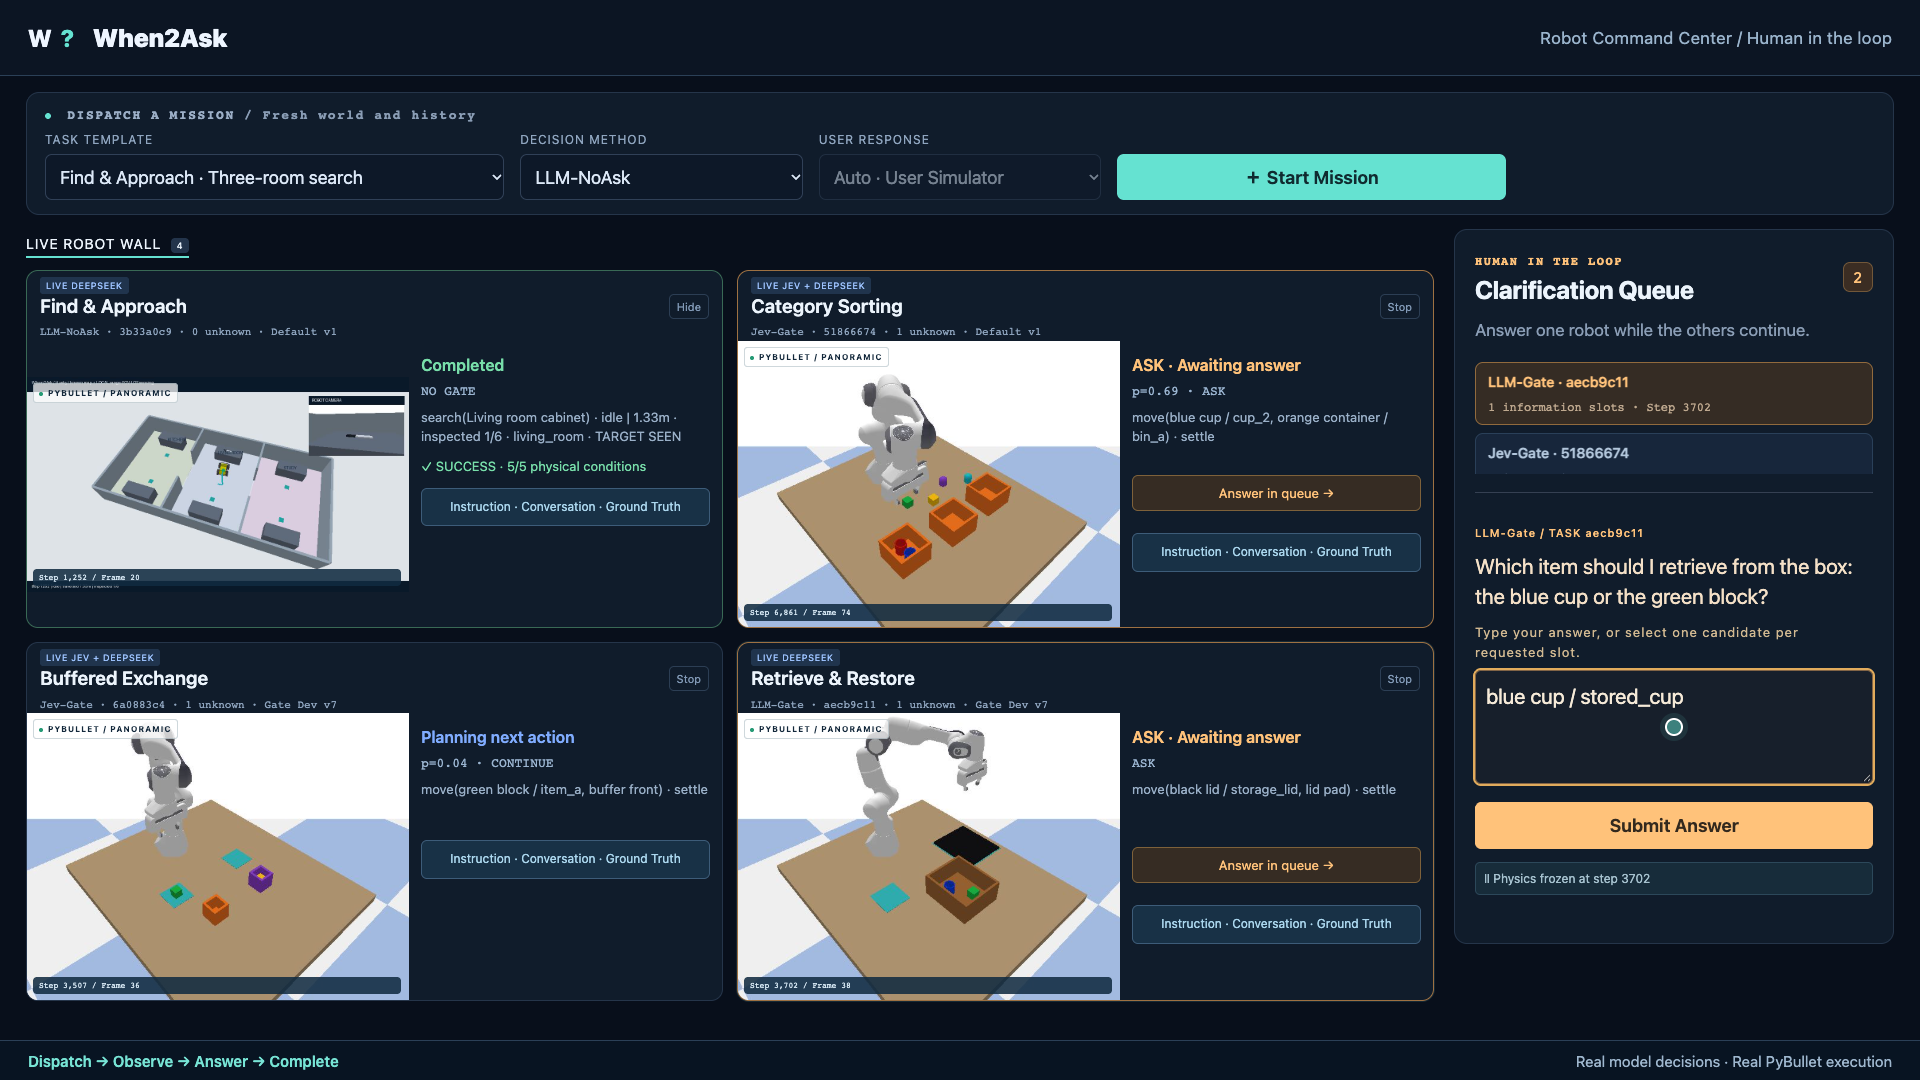 W ? When2Ask
Robot Command Center / Human in the loop
DISPATCH A MISSION / Fresh world and history
TASK TEMPLATE
DECISION METHOD
USER RESPONSE
Find & Approach · Three-room search
LLM-NoAsk
Auto · User Simulator
+ Start Mission
LIVE ROBOT WALL 4
LIVE DEEPSEEK
Find & Approach
Hide
LLM-NoAsk · 3b33a0c9 · 0 unknown · Default v1
PYBULLET / PANORAMIC
ROBOT CAMERA
Step 1,252 / Frame 20
Completed
NO GATE
search(Living room cabinet) · idle | 1.33m ·
inspected 1/6 · living_room · TARGET SEEN
✓ SUCCESS · 5/5 physical conditions
Instruction · Conversation · Ground Truth
LIVE JEV + DEEPSEEK
Category Sorting
Stop
Jev-Gate · 51866674 · 1 unknown · Default v1
PYBULLET / PANORAMIC
Step 6,861 / Frame 74
ASK · Awaiting answer
p=0.69 · ASK
move(blue cup / cup_2, orange container /
bin_a) · settle
Answer in queue →
Instruction · Conversation · Ground Truth
LIVE JEV + DEEPSEEK
Buffered Exchange
Stop
Jev-Gate · 6a0883c4 · 1 unknown · Gate Dev v7
PYBULLET / PANORAMIC
Step 3,507 / Frame 36
Planning next action
p=0.04 · CONTINUE
move(green block / item_a, buffer front) · settle
Instruction · Conversation · Ground Truth
LIVE DEEPSEEK
Retrieve & Restore
Stop
LLM-Gate · aecb9c11 · 1 unknown · Gate Dev v7
PYBULLET / PANORAMIC
Step 3,702 / Frame 38
ASK · Awaiting answer
ASK
move(black lid / storage_lid, lid pad) · settle
Answer in queue →
Instruction · Conversation · Ground Truth
HUMAN IN THE LOOP
Clarification Queue
2
Answer one robot while the others continue.
LLM-Gate · aecb9c11
1 information slots · Step 3702
Jev-Gate · 51866674
LLM-Gate / TASK aecb9c11
Which item should I retrieve from the box:
the blue cup or the green block?
Type your answer, or select one candidate per
requested slot.
blue cup / stored_cup
Submit Answer
Physics frozen at step 3702
Dispatch → Observe → Answer → Complete
Real model decisions · Real PyBullet execution